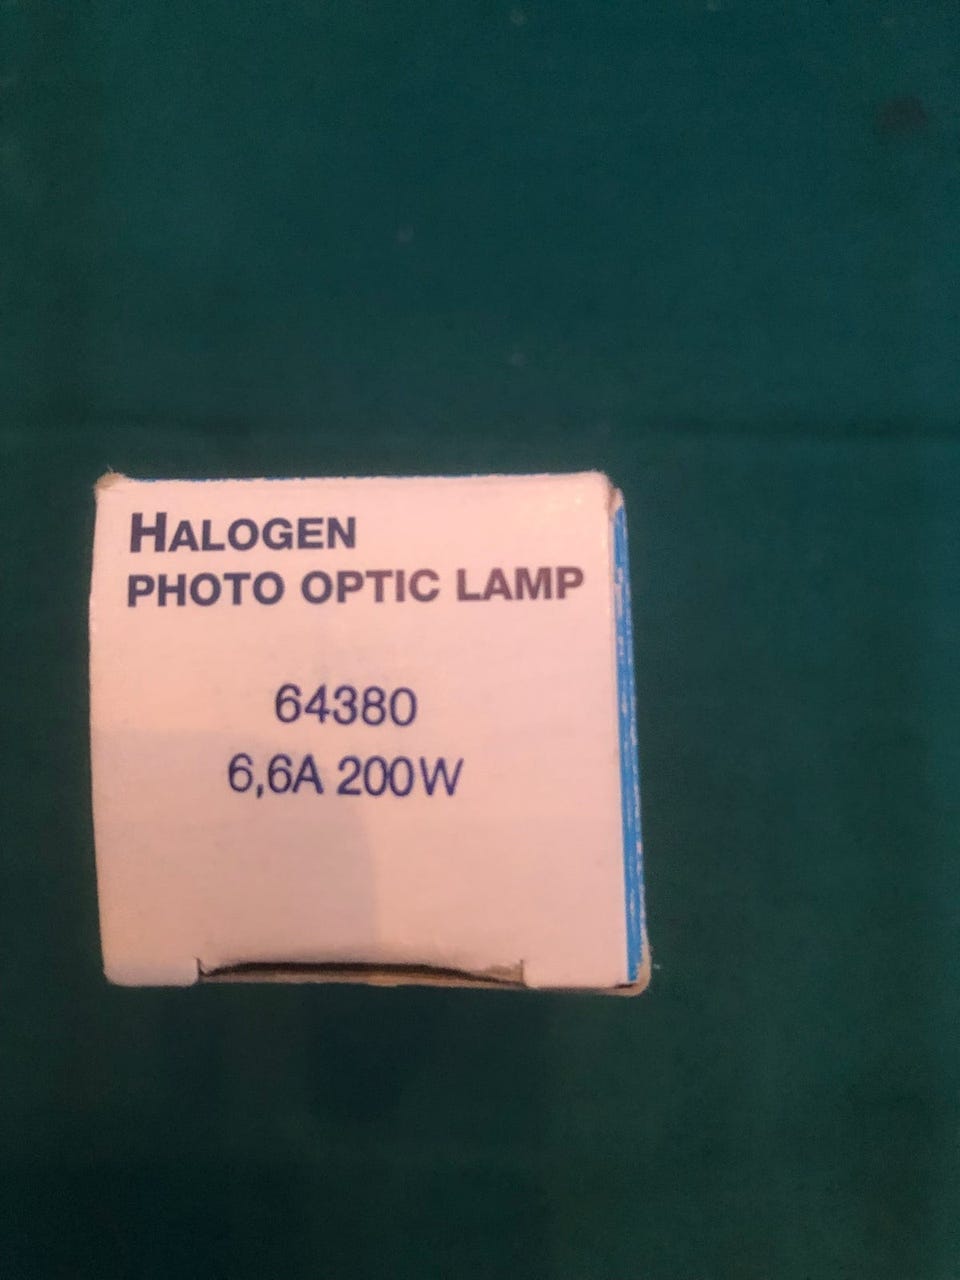 HALOGEN
PHOTO OPTIC LAMP
64380
6,6A 200W